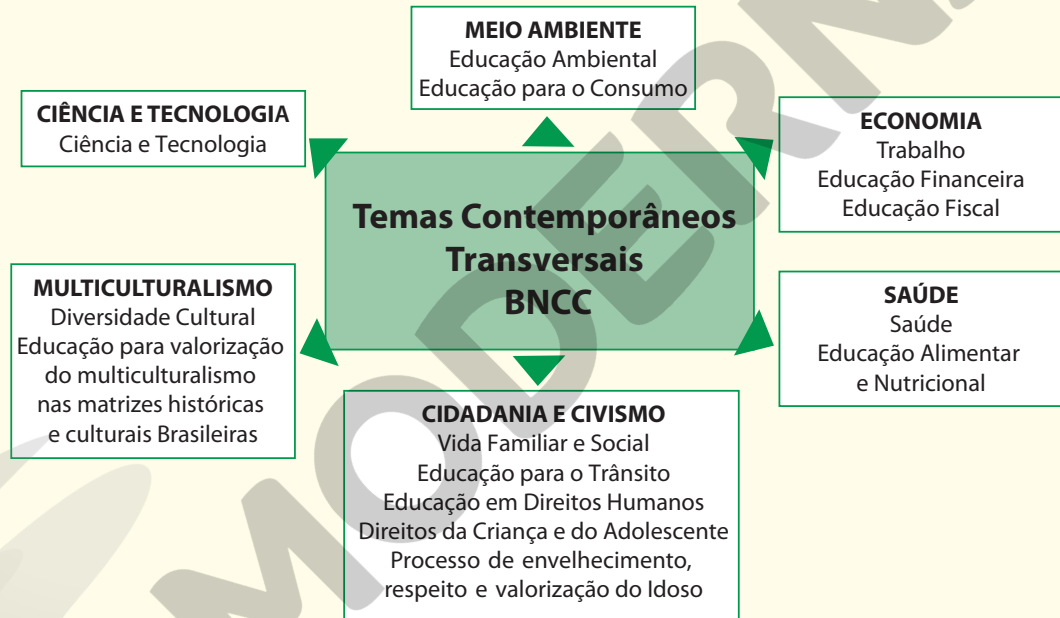 MEIO AMBIENTE
Educação Ambiental
Educação para o Consumo
CIÊNCIA E TECNOLOGIA
Ciência e Tecnologia
ECONOMIA
Trabalho
Educação Financeira
Educação Fiscal
Temas Contemporâneos
Transversais
BNCC
MULTICULTURALISMO
Diversidade Cultural
Educação para valorização
do multiculturalismo
nas matrizes históricas
e culturais Brasileiras
SAÚDE
Saúde
Educação Alimentar
e Nutricional
CIDADANIA E CIVISMO
Vida Familiar e Social
Educação para o Trânsito
Educação em Direitos Humanos
Direitos da Criança e do Adolescente
Processo de envelhecimento,
respeito e valorização do Idoso
MODERN